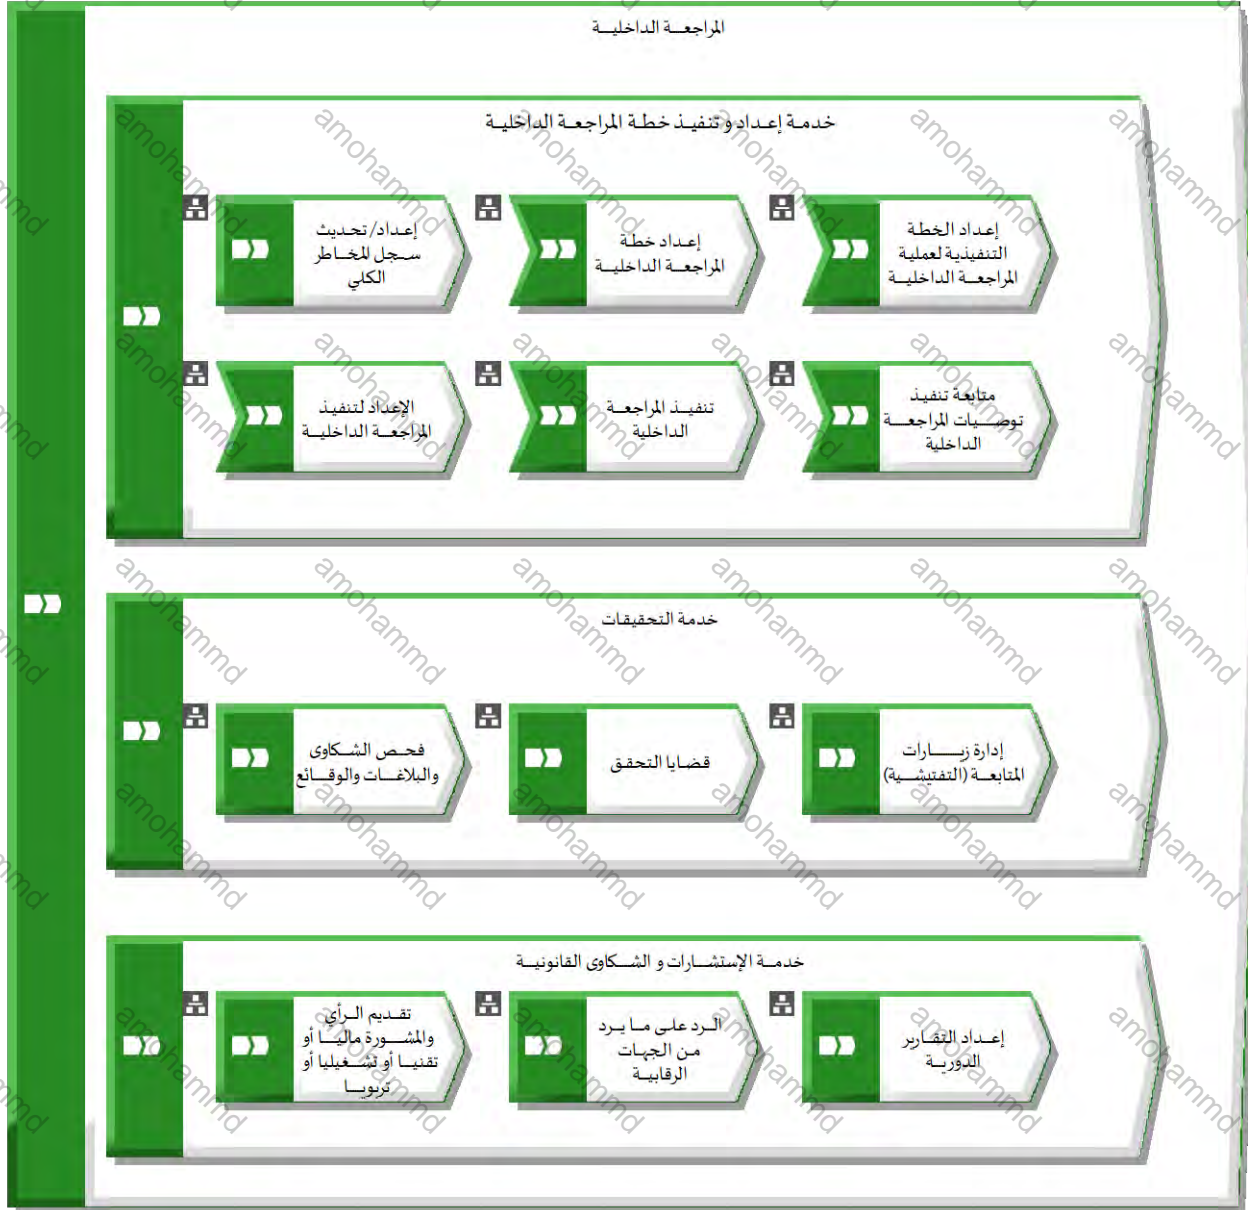 المراجعة الداخلية
خدمة إعداد و تنفيذ خطة المراجعة الداخلية
إعداد/ تحديث
سجل المخاطر
الكلي
إعداد خطة
المراجعة الداخلية
إعداد الخطة
التنفيذية لعملية
المراجعة الداخلية
الإعداد لتنفيذ
المراجعة الداخلية
تنفيذ المراجعة
الداخلية
متابعة تنفيذ
توصيات المراجعة
الداخلية
خدمة التحقيقات
فحص الشكاوى
والبلاغات والوقائع
قضايا التحقق
إدارة زيارات
المتابعة (التفتيشية)
خدمة الإستشارات و الشكاوى القانونية
تقديم الرأي
والمشورة ماليا أو
تقنيا أو تشغيليا أو
تربويا
الرد على ما يرد
من الجهات
الرقابية
إعداد التقارير
الدورية
amohammd